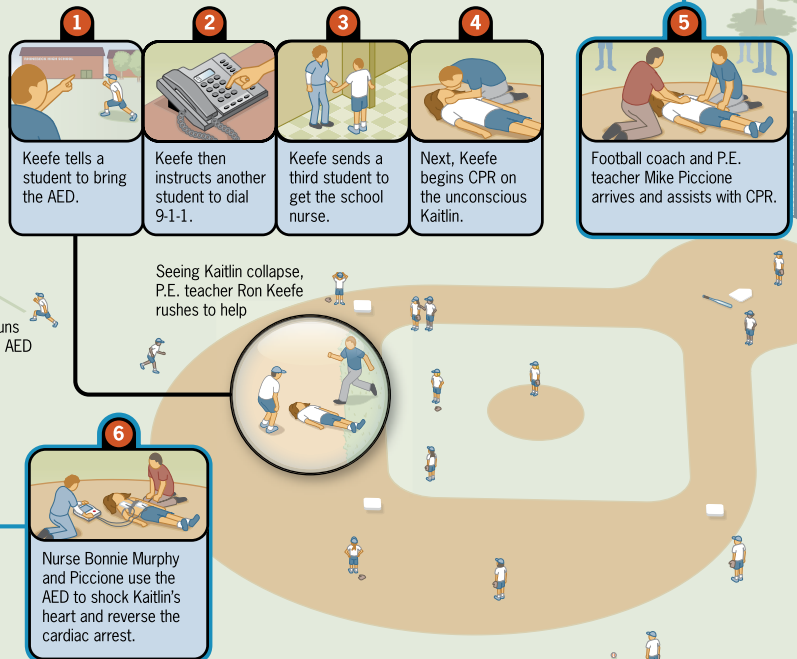 1
2
3
4
5
Keefe tells a
student to bring
the AED.
Keefe then
instructs another
student to dial
9-1-1.
Keefe sends a
third student to
get the school
nurse.
Next, Keefe
begins CPR on
the unconscious
Kaitlin.
Football coach and P.E.
teacher Mike Piccione
arrives and assists with CPR.
Seeing Kaitlin collapse,
P.E. teacher Ron Keefe
rushes to help
uns
AED
6
Nurse Bonnie Murphy
and Piccione use the
AED to shock Kaitlin's
heart and reverse the
cardiac arrest.